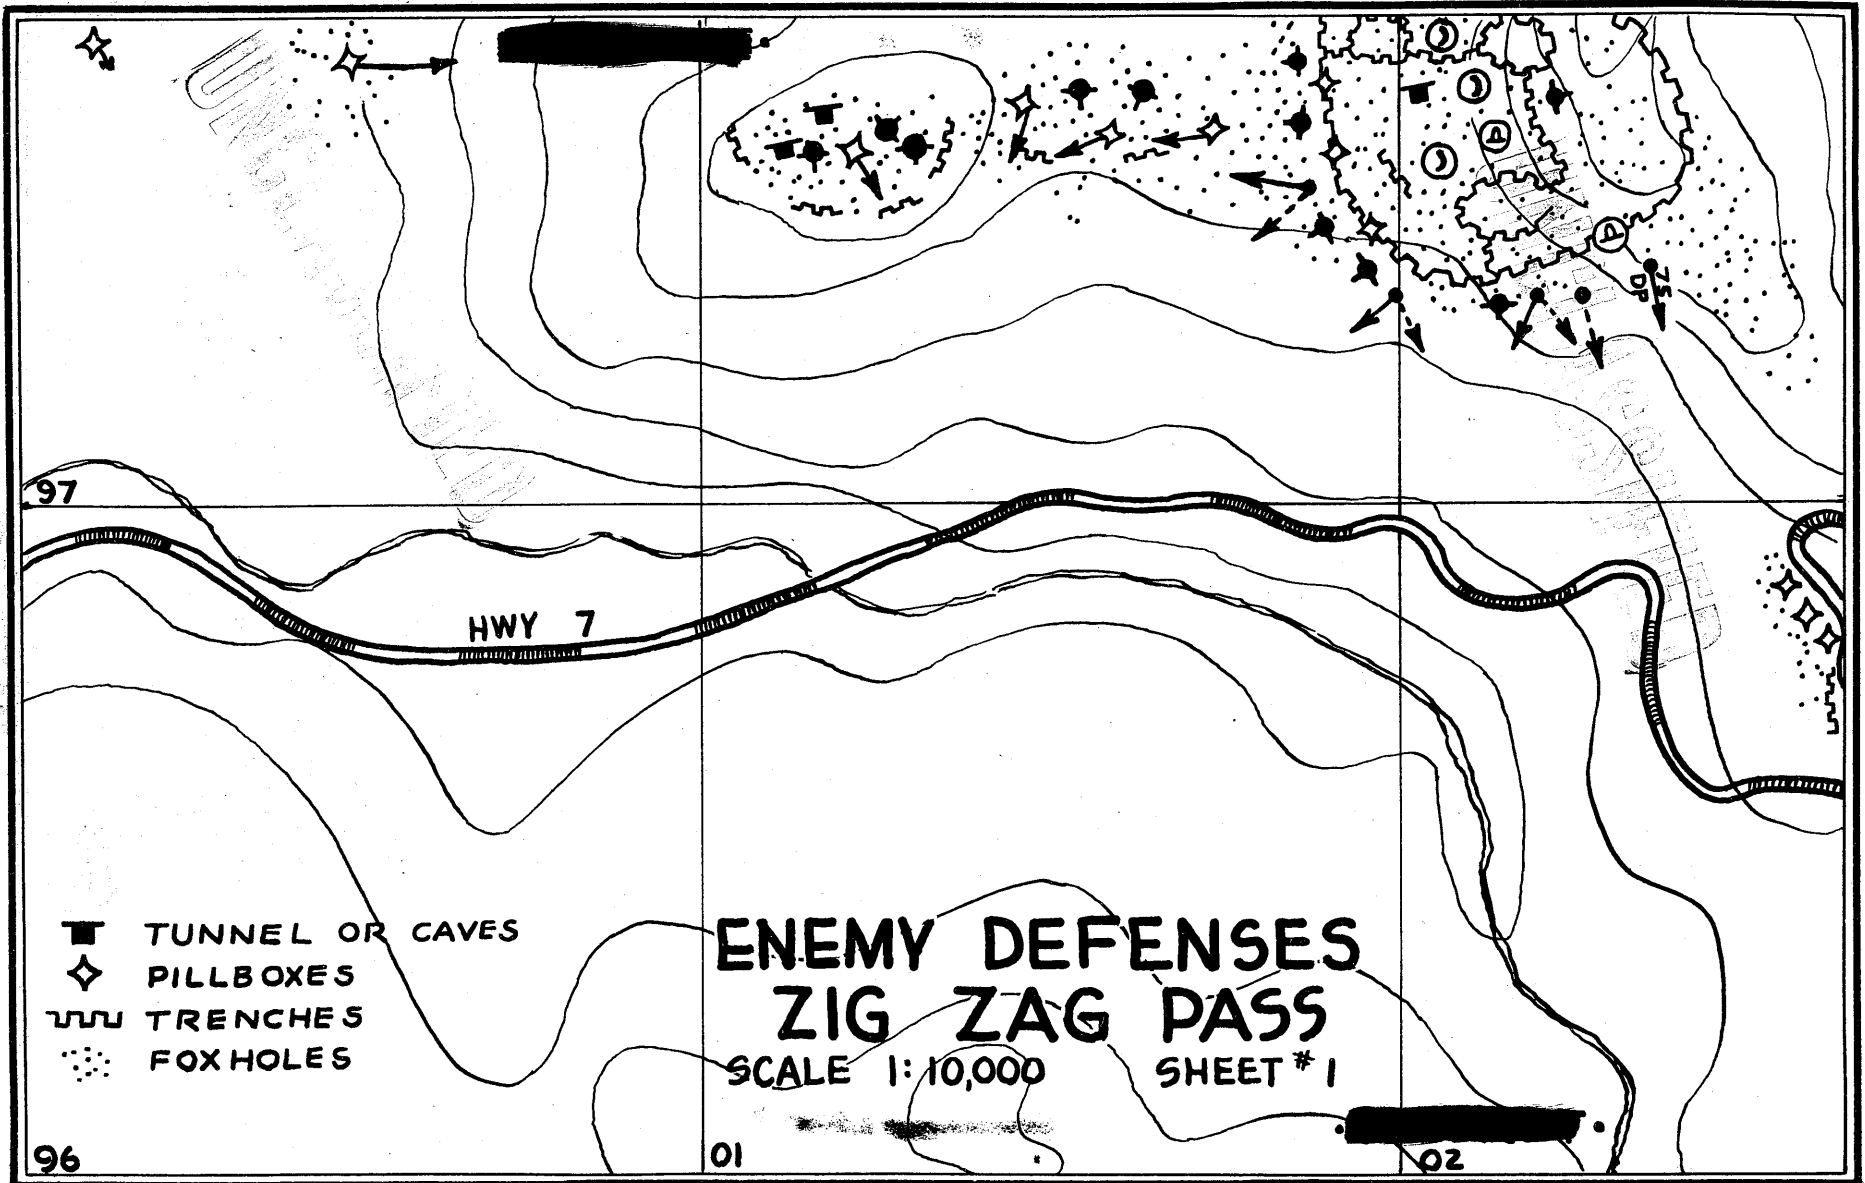 75
DP
97
HWY 7
TUNNEL OR CAVES
PILLBOXES
TRENCHES
FOXHOLES
ENEMY DEFENSES
ZIG ZAG PASS
SCALE 1:10,000 SHEET #1
96
01
02